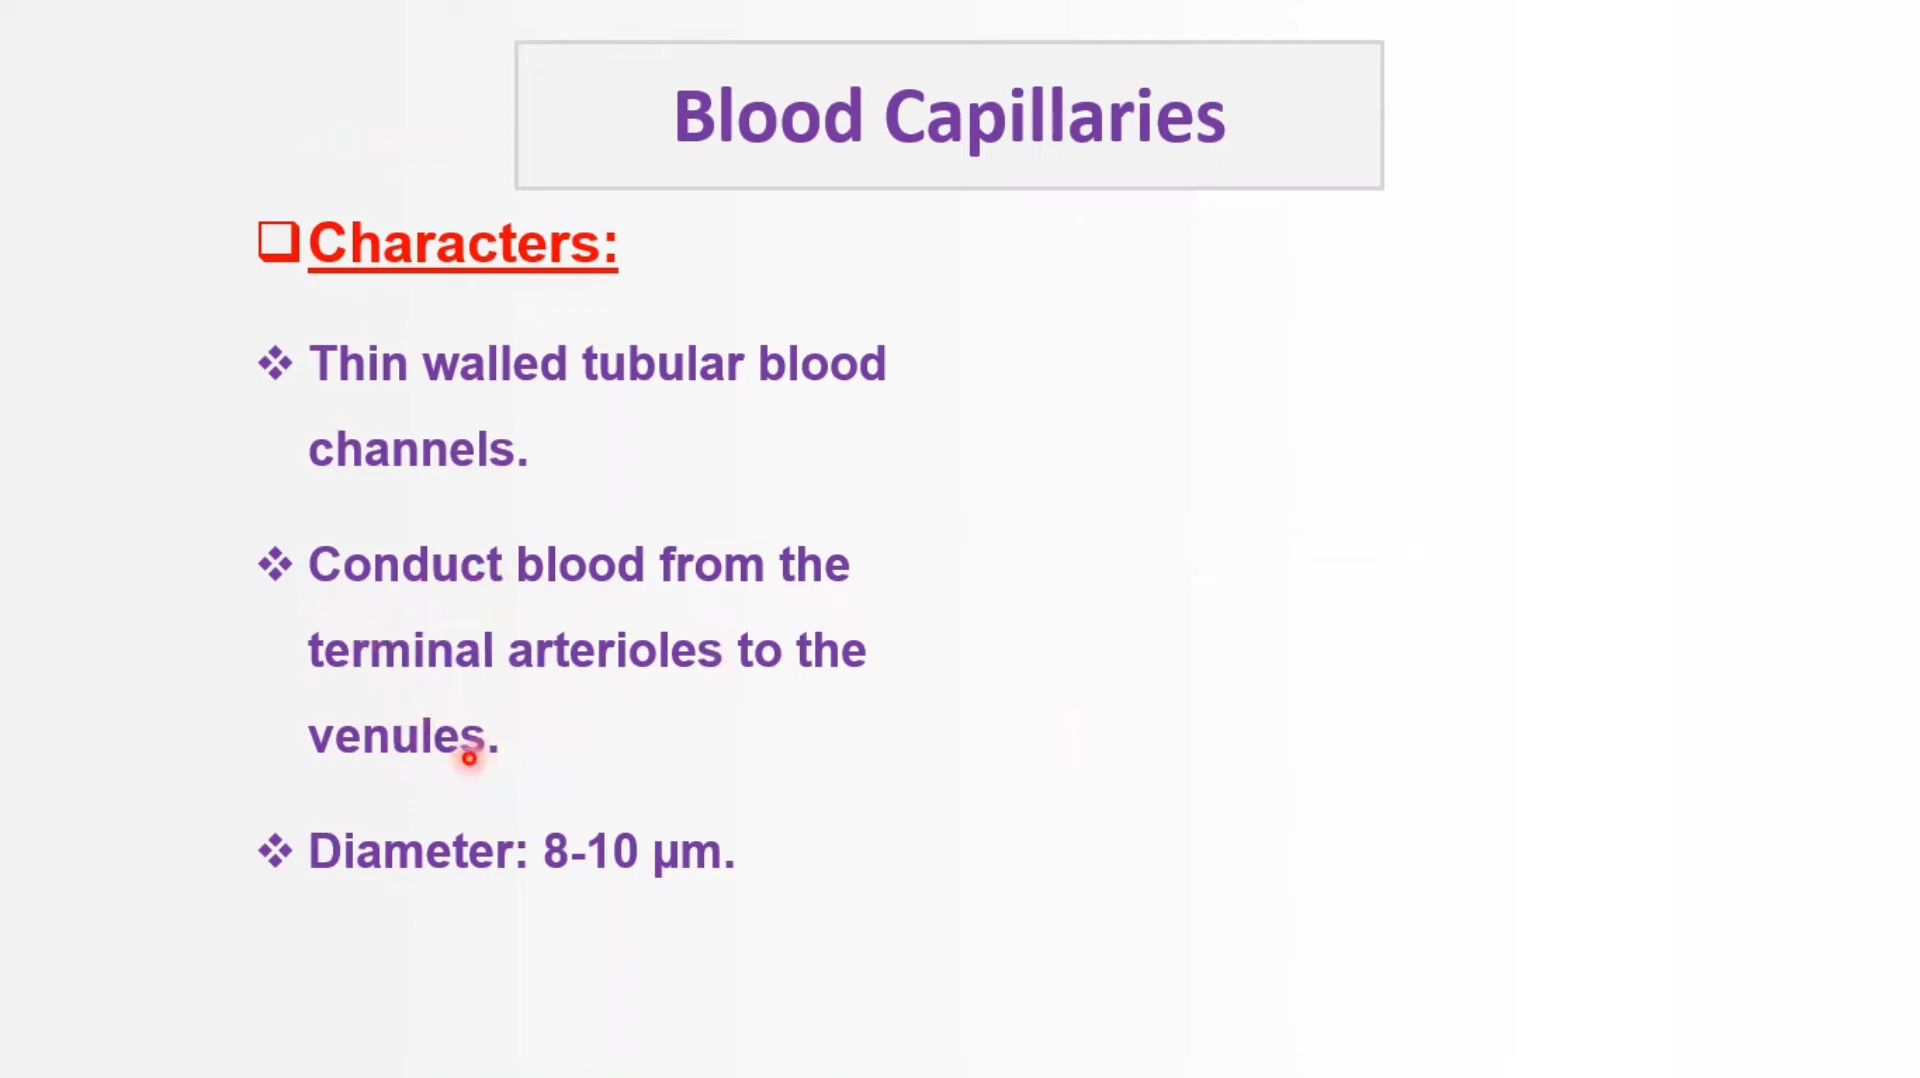 Blood Capillaries
Characters:
Thin walled tubular blood
channels.
Conduct blood from the
terminal arterioles to the
venules.
Diameter: 8-10 µm.